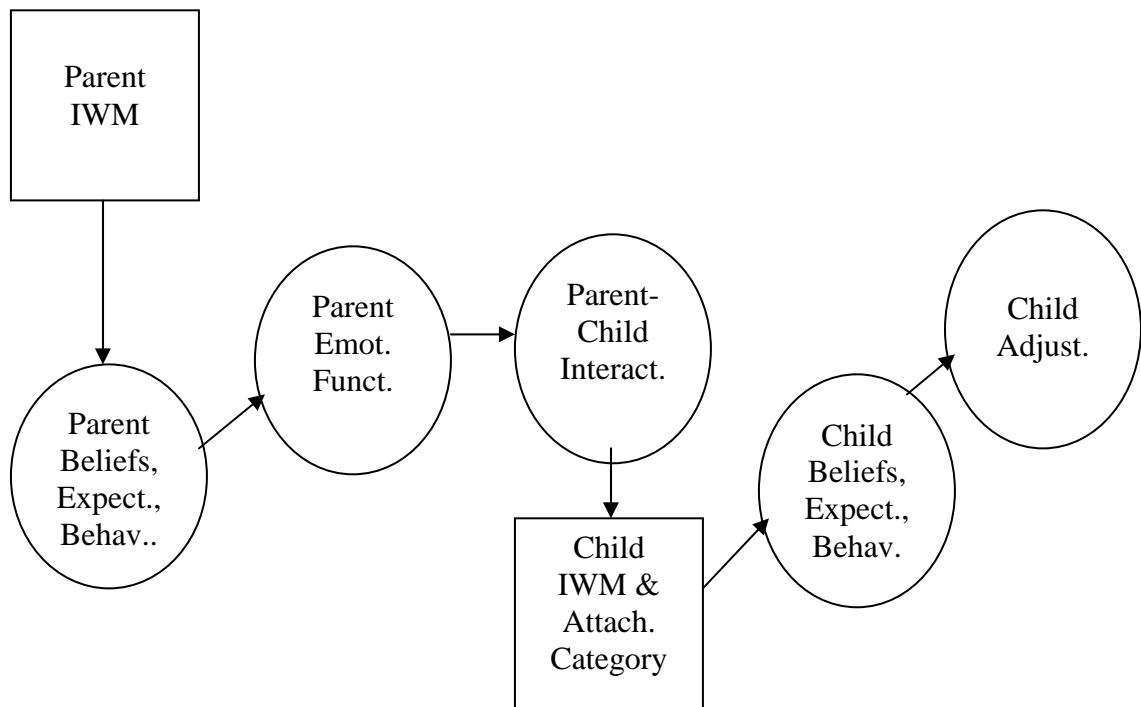 Parent
IWM
Parent
Beliefs,
Expect.,
Behav..
Parent
Emot.
Funct.
Parent-
Child
Interact.
Child
IWM &
Attach.
Category
Child
Beliefs,
Expect.,
Behav.
Child
Adjust.